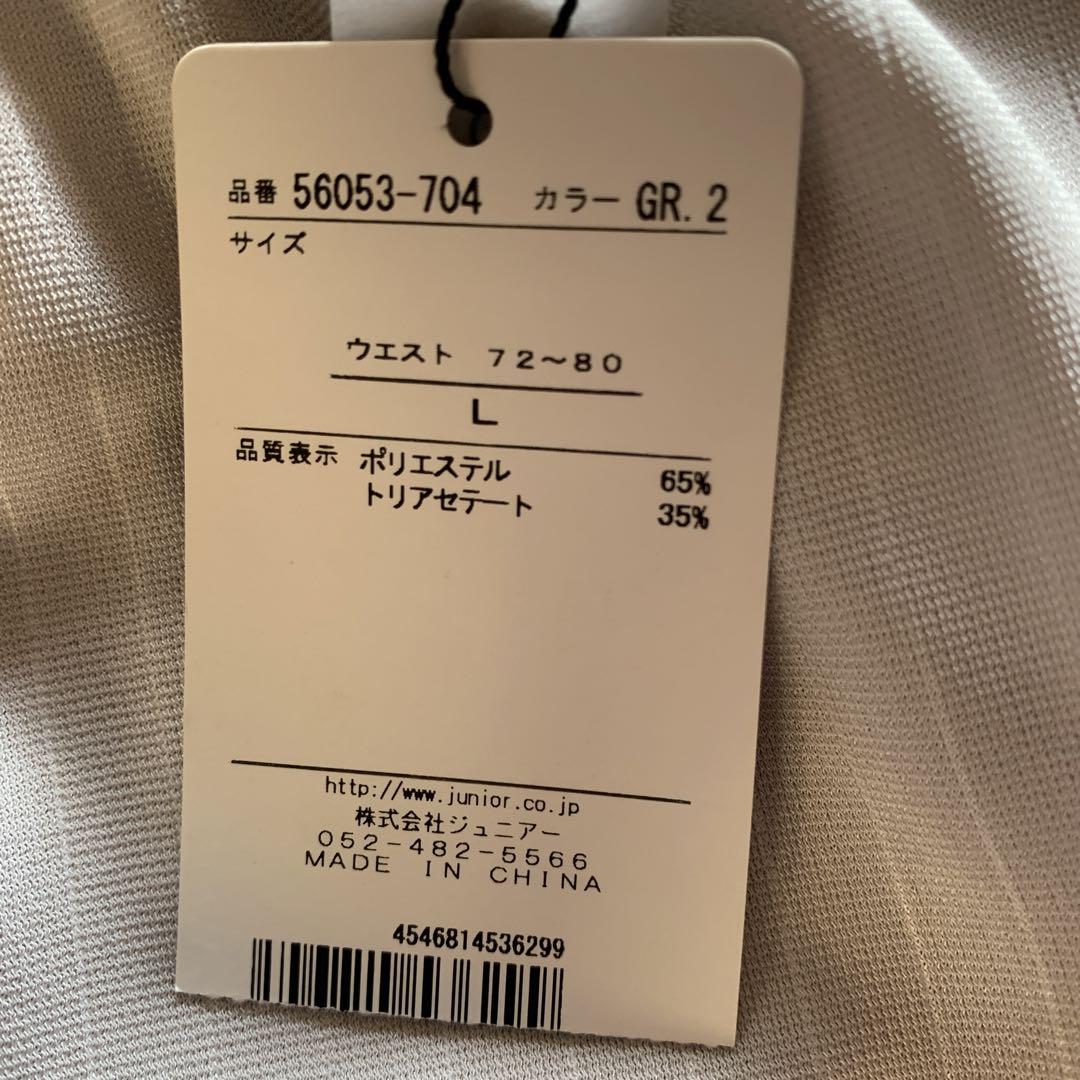 品番 56053-704 カラー GR. 2
サイズ
ウエスト 72〜80
L
品質表示 ポリエステル 65%
トリアセテート 35%
http://www.junior.co.jp
株式会社ジュニアー
052-482-5566
MADE IN CHINA
4546814536299